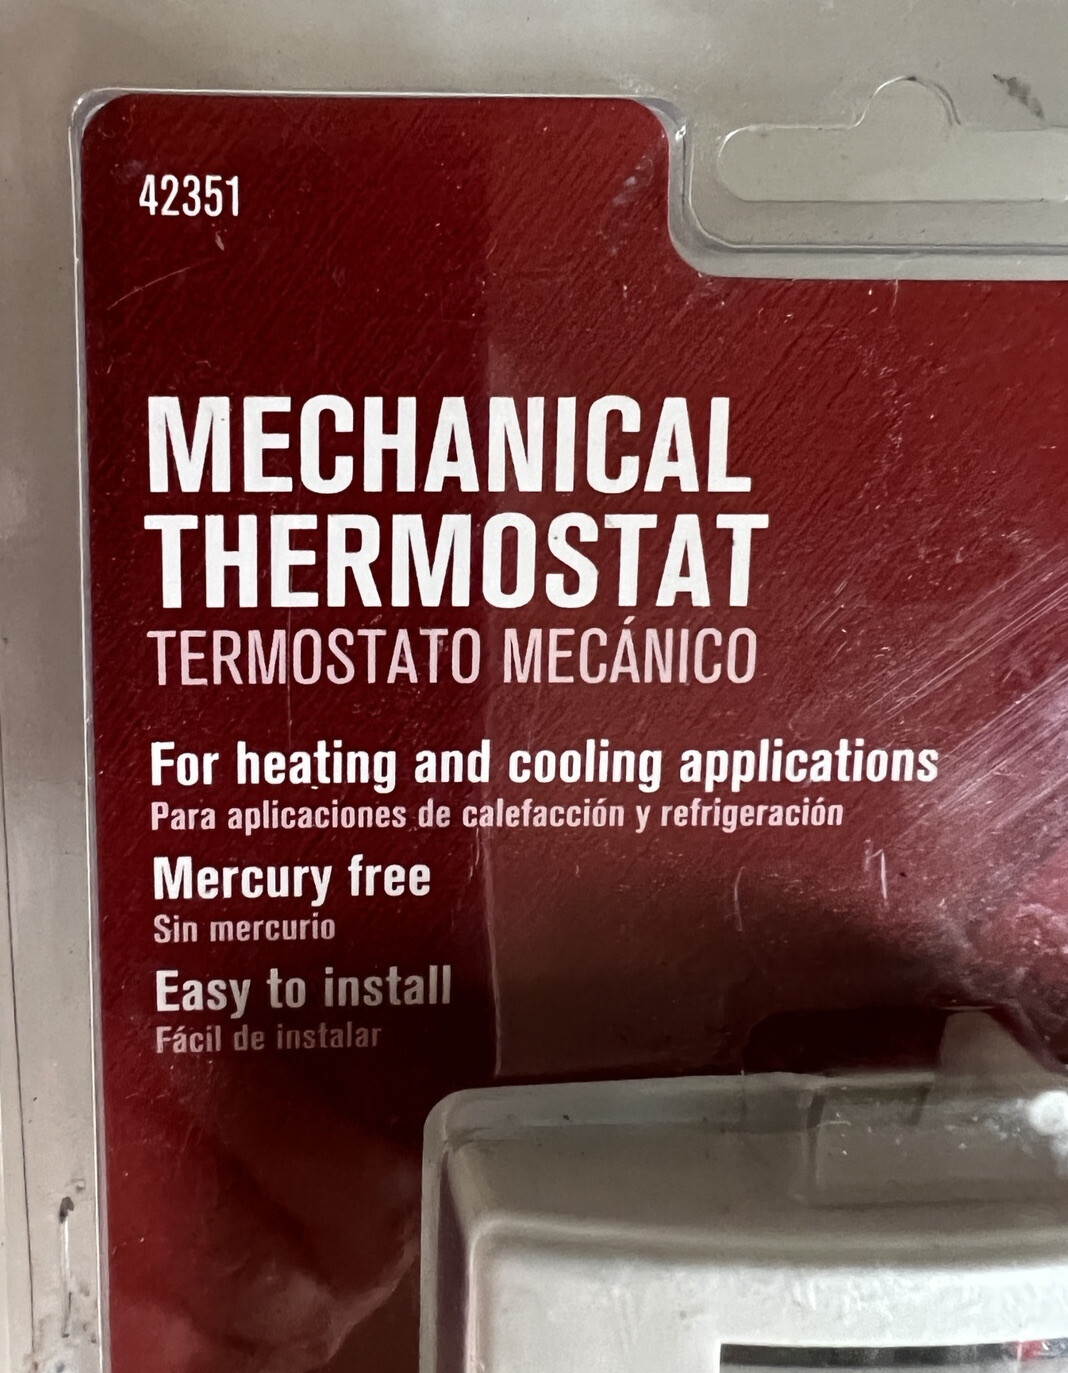 42351
MECHANICAL
THERMOSTAT
TERMOSTATO MECÁNICO
For heating and cooling applications
Para aplicaciones de calefacción y refrigeración
Mercury free
Sin mercurio
Easy to install
Fácil de instalar